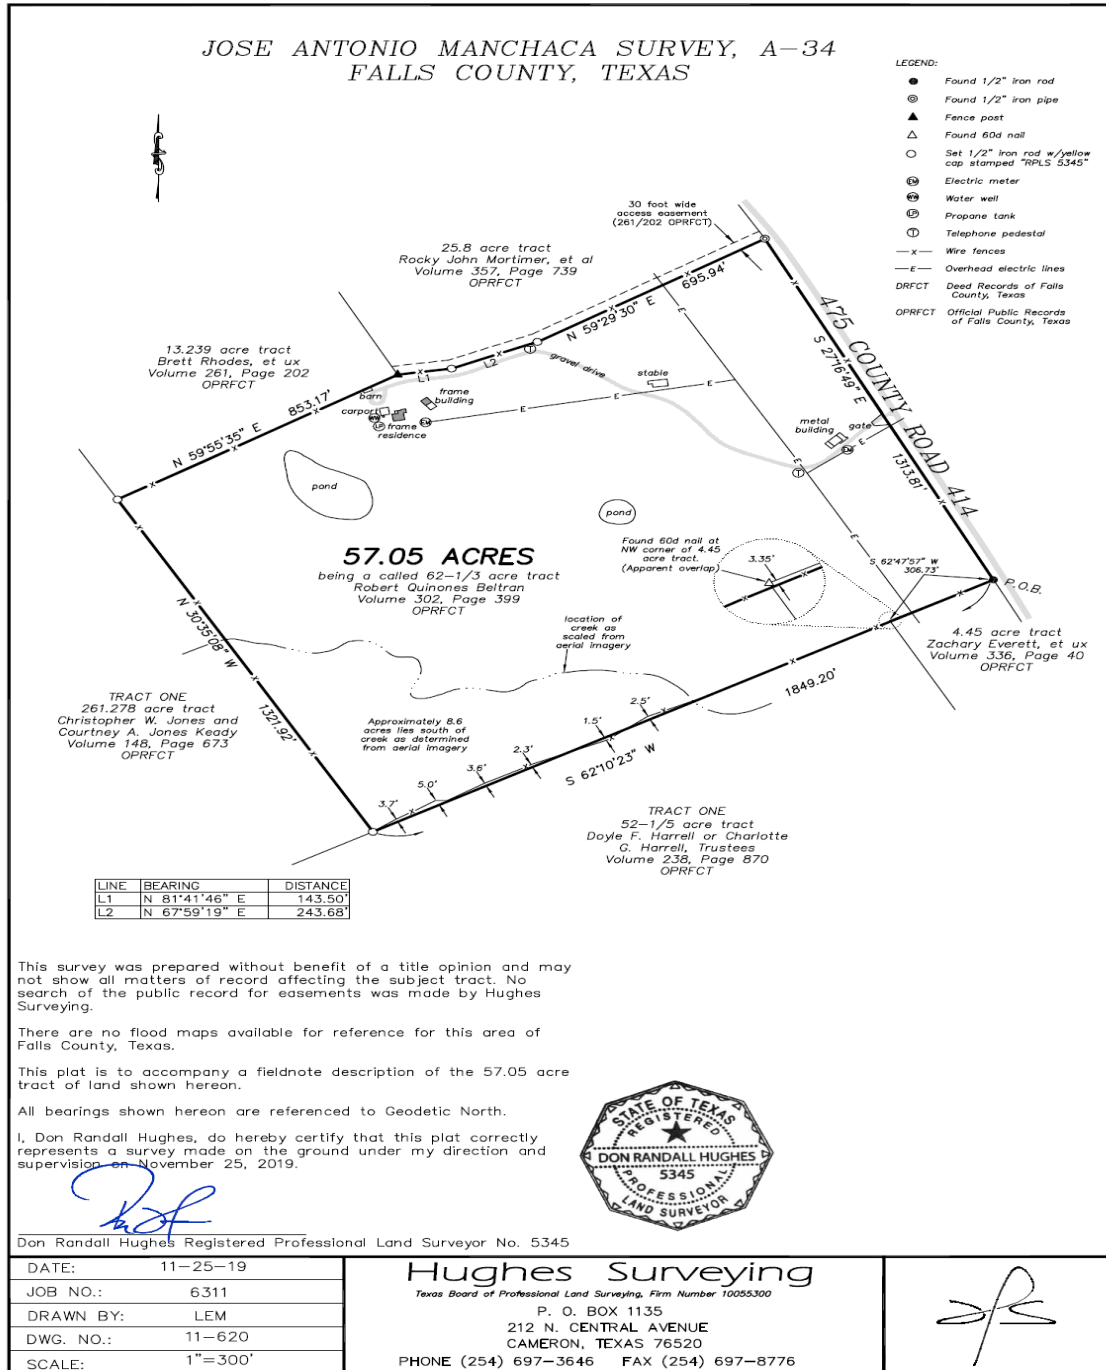 JOSE ANTONIO MANCHACA SURVEY, A-34
FALLS COUNTY, TEXAS
LEGEND:
Found 1/2" iron rod
Found 1/2" iron pipe
Fence post
Found 60d nail
Set 1/2" iron rod w/yellow
cap stamped "RPLS 5345"
EM Electric meter
WW Water well
LP Propane tank
T Telephone pedestal
X Wire fences
E Overhead electric lines
DRFCT Deed Records of Falls
County, Texas
OPRFCT Official Public Records
of Falls County, Texas
30 foot wide
access easement
(261/202 OPRFCT)
25.8 acre tract
Rocky John Mortimer, et al
Volume 357, Page 739
OPRFCT
N 59°29'30" E
695.94'
475 COUNTY ROAD 414
S 27°16'49" E
1313.81'
13.239 acre tract
Brett Rhodes, et ux
Volume 261, Page 202
OPRFCT
N 59°55'35" E
853.17'
L1
L2
gravel drive
stable
barn
carport
frame
building
frame
residence
metal
building
gate
pond
pond
57.05 ACRES
being a called 62-1/3 acre tract
Robert Quinones Beltran
Volume 302, Page 399
OPRFCT
Found 60d nail at
NW corner of 4.45
acre tract.
(Apparent overlap)
3.35'
S 62°47'57" W
306.73'
P.O.B.
4.45 acre tract
Zachary Everett, et ux
Volume 336, Page 40
OPRFCT
location of
creek as
scaled from
aerial imagery
N 30°35'08" W
1321.92'
TRACT ONE
261.278 acre tract
Christopher W. Jones and
Courtney A. Jones Keady
Volume 148, Page 673
OPRFCT
Approximately 8.6
acres lies south of
creek as determined
from aerial imagery
3.7'
5.0'
3.6'
2.3'
1.5'
2.5'
S 62°10'23" W
1849.20'
TRACT ONE
52-1/5 acre tract
Doyle F. Harrell or Charlotte
G. Harrell, Trustees
Volume 238, Page 870
OPRFCT
LINE BEARING DISTANCE
L1 N 81°41'46" E 143.50'
L2 N 67°59'19" E 243.68'
This survey was prepared without benefit of a title opinion and may
not show all matters of record affecting the subject tract. No
search of the public record for easements was made by Hughes
Surveying.
There are no flood maps available for reference for this area of
Falls County, Texas.
This plat is to accompany a fieldnote description of the 57.05 acre
tract of land shown hereon.
All bearings shown hereon are referenced to Geodetic North.
I, Don Randall Hughes, do hereby certify that this plat correctly
represents a survey made on the ground under my direction and
supervision on November 25, 2019.
Don Randall Hughes Registered Professional Land Surveyor No. 5345
STATE OF TEXAS
REGISTERED
DON RANDALL HUGHES
5345
PROFESSIONAL
LAND SURVEYOR
DATE: 11-25-19
JOB NO.: 6311
DRAWN BY: LEM
DWG. NO.: 11-620
SCALE: 1"=300'
Hughes Surveying
Texas Board of Professional Land Surveying, Firm Number 10055300
P. O. BOX 1135
212 N. CENTRAL AVENUE
CAMERON, TEXAS 76520
PHONE (254) 697-3646 FAX (254) 697-8776